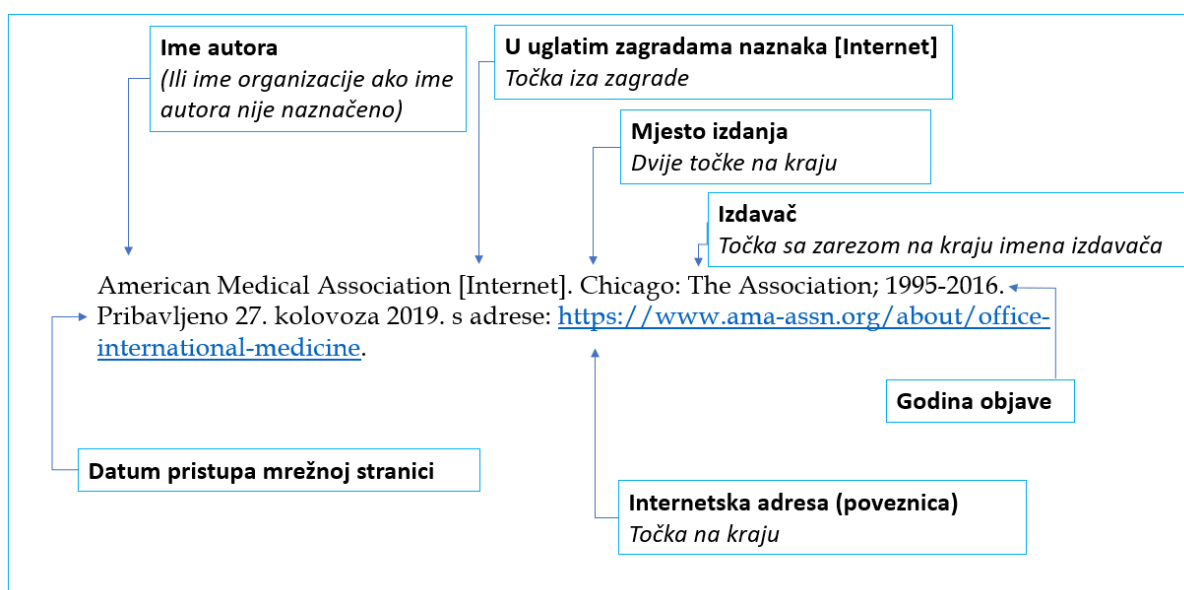 Ime autora
(Ili ime organizacije ako ime
autora nije naznačeno)
U uglatim zagradama naznaka [Internet]
Točka iza zagrade
Mjesto izdanja
Dvije točke na kraju
Izdavač
Točka sa zarezom na kraju imena izdavača
American Medical Association [Internet]. Chicago: The Association; 1995-2016.
Pribavljeno 27. kolovoza 2019. s adrese: https://www.ama-assn.org/about/office-
international-medicine.
Godina objave
Datum pristupa mrežnoj stranici
Internetska adresa (poveznica)
Točka na kraju